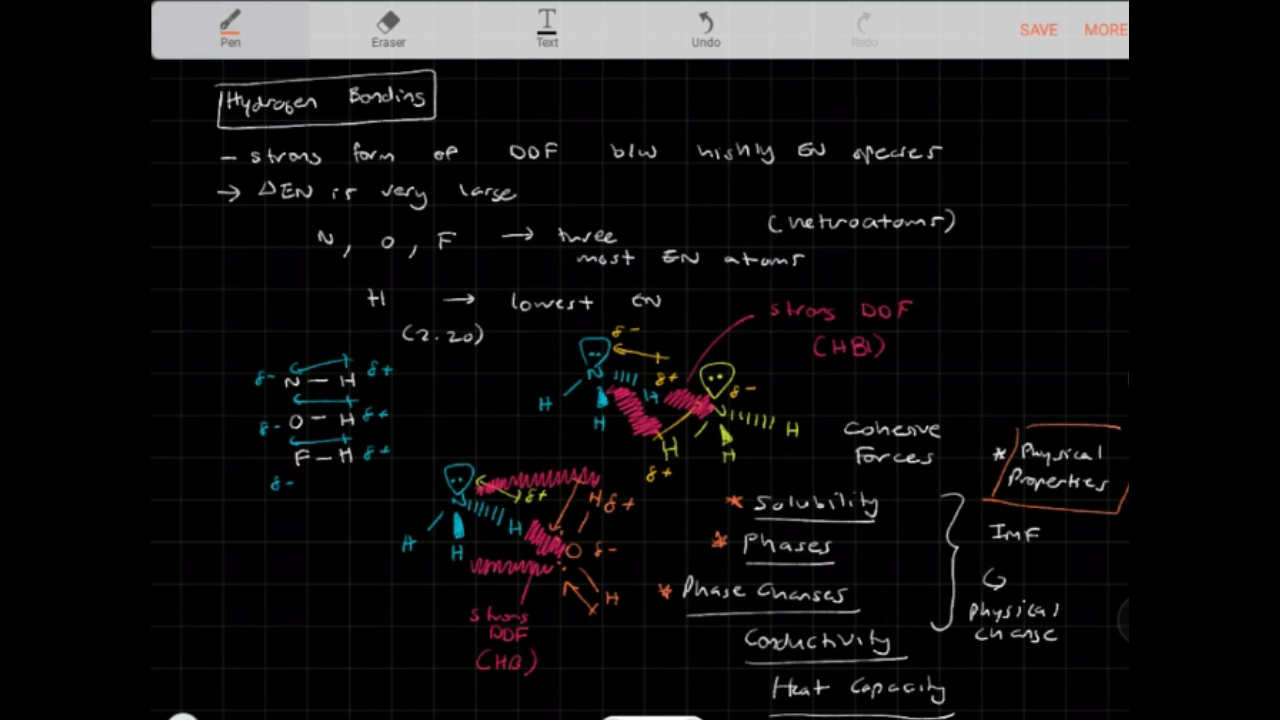 Pen
Eraser
Text
Undo
Redo
SAVE
MORE
Hydrogen Bonding
- strong form of DDF b/w highly EN species
→ ΔEN is very large
(hetroatoms)
N, O, F → three
most EN atoms
H → lowest EN
(2.20)
strong DDF
(HB)
δ- N - H δ+
δ- O - H δ+
F - H δ+
δ-
δ-
δ+
N
H
H
H
δ-
N
H
H
H
δ+
N
H
H
H
δ+
H δ+
O δ-
H
strong
DDF
(HB)
Cohesive
Forces
* Physical
Properties
* Solubility
* Phases
* Phase Changes
Conductivity
Heat Capacity
IMF
physical
change